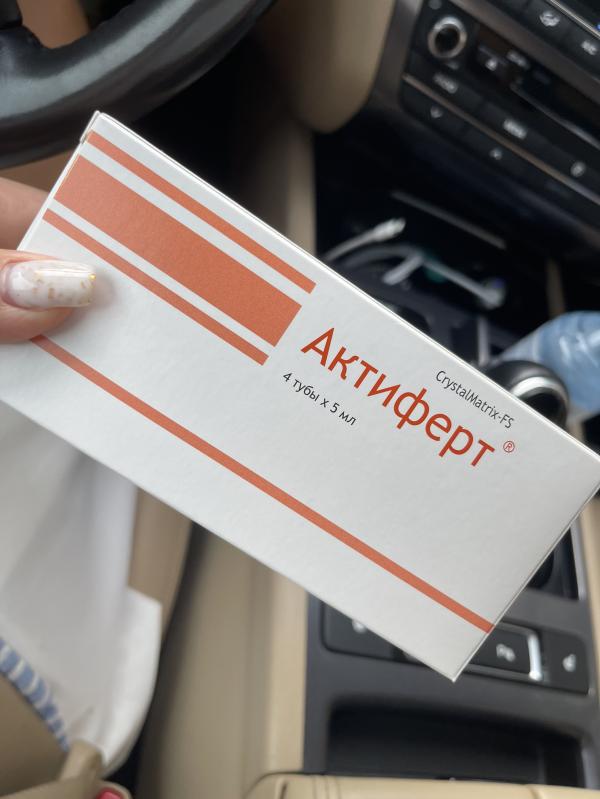 CrystalMatrix-FS
Актиферт®
4 тубы x 5 мл